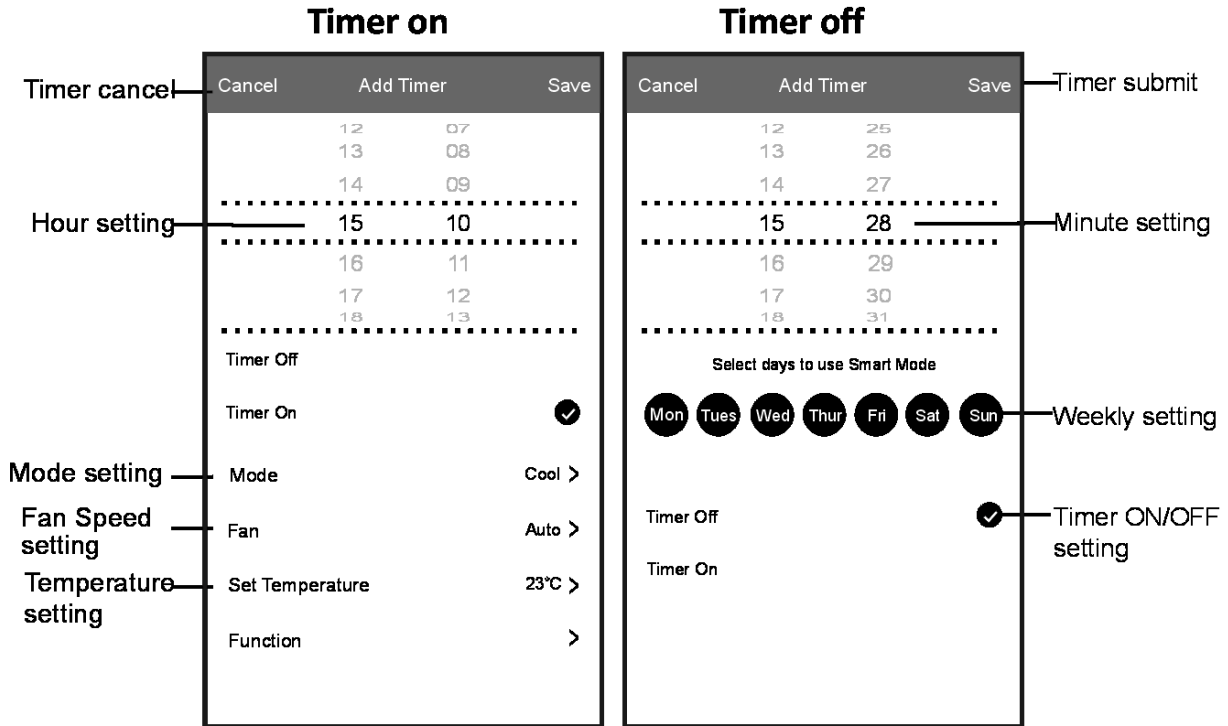 Timer on
Timer off
Timer cancel
Cancel Add Timer Save
12 07
13 08
14 09
Hour setting
15 10
16 11
17 12
18 13
Timer Off
Timer On
Mode setting
Mode Cool >
Fan Speed
setting
Fan Auto >
Temperature
setting
Set Temperature 23°C >
Function >
Cancel Add Timer Save
Timer submit
12 25
13 26
14 27
15 28
Minute setting
16 29
17 30
18 31
Select days to use Smart Mode
Mon Tues Wed Thur Fri Sat Sun
Weekly setting
Timer Off
Timer ON/OFF
setting
Timer On